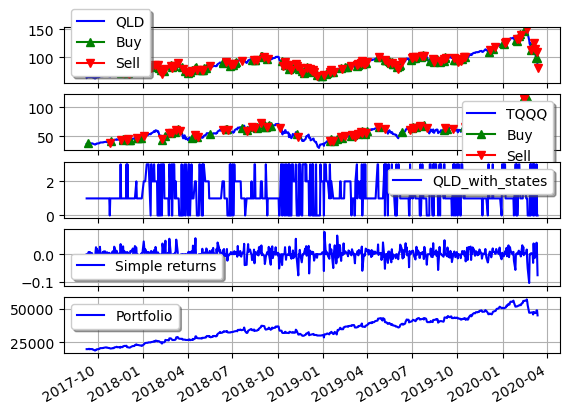 150
100
QLD
Buy
Sell
100
50
TQQQ
Buy
Sell
2
0
QLD_with_states
0.0
−0.1
Simple returns
50000
25000
Portfolio
2017-10
2018-01
2018-04
2018-07
2018-10
2019-01
2019-04
2019-07
2019-10
2020-01
2020-04